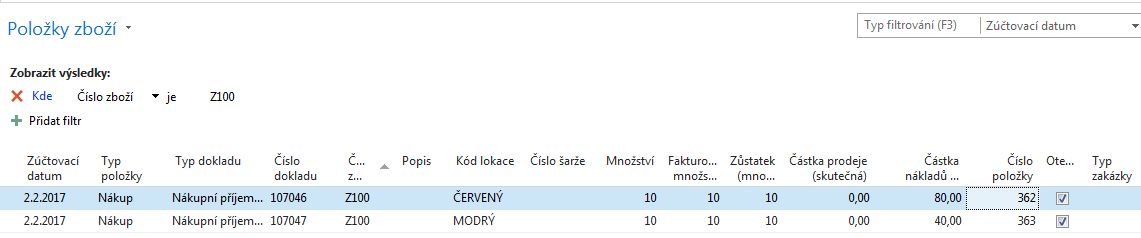 Položky zboží
Typ filtrování (F3) Zúčtovací datum
Zobrazit výsledky:
Kde Číslo zboží je Z100
Přidat filtr
Zúčtovací datum Typ položky Typ dokladu Číslo dokladu Č... z... Popis Kód lokace Číslo šarže Množství Fakturo... množs... Zůstatek (mno... Částka prodeje (skutečná) Částka nákladů ... Číslo položky Ote... Typ zakázky
2.2.2017 Nákup Nákupní příjem... 107046 Z100 ČERVENÝ 10 10 10 0,00 80,00 362
2.2.2017 Nákup Nákupní příjem... 107047 Z100 MODRÝ 10 10 10 0,00 40,00 363